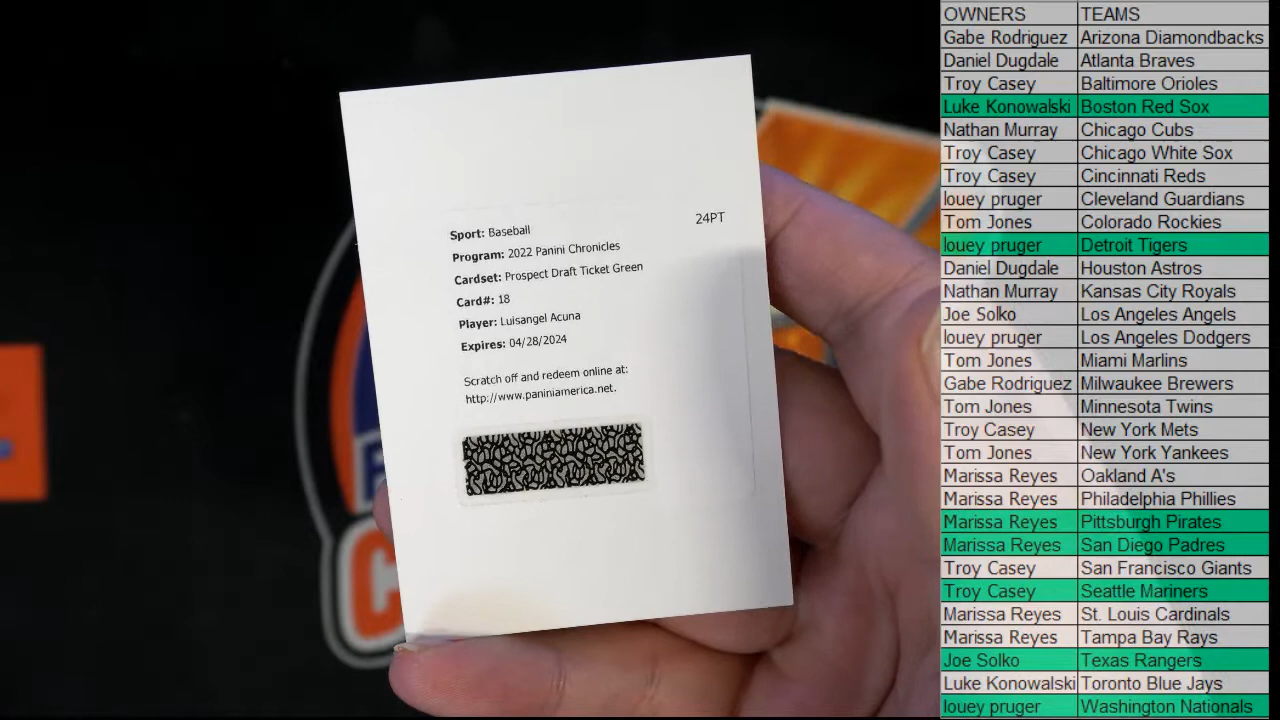 Sport: Baseball
24PT
Program: 2022 Panini Chronicles
Cardset: Prospect Draft Ticket Green
Card#: 18
Player: Luisangel Acuna
Expires: 04/28/2024
Scratch off and redeem online at:
http://www.paniniamerica.net.
OWNERS TEAMS
Gabe Rodriguez Arizona Diamondbacks
Daniel Dugdale Atlanta Braves
Troy Casey Baltimore Orioles
Luke Konowalski Boston Red Sox
Nathan Murray Chicago Cubs
Troy Casey Chicago White Sox
Troy Casey Cincinnati Reds
louey pruger Cleveland Guardians
Tom Jones Colorado Rockies
louey pruger Detroit Tigers
Daniel Dugdale Houston Astros
Nathan Murray Kansas City Royals
Joe Solko Los Angeles Angels
louey pruger Los Angeles Dodgers
Tom Jones Miami Marlins
Gabe Rodriguez Milwaukee Brewers
Tom Jones Minnesota Twins
Troy Casey New York Mets
Tom Jones New York Yankees
Marissa Reyes Oakland A's
Marissa Reyes Philadelphia Phillies
Marissa Reyes Pittsburgh Pirates
Marissa Reyes San Diego Padres
Troy Casey San Francisco Giants
Troy Casey Seattle Mariners
Marissa Reyes St. Louis Cardinals
Marissa Reyes Tampa Bay Rays
Joe Solko Texas Rangers
Luke Konowalski Toronto Blue Jays
louey pruger Washington Nationals